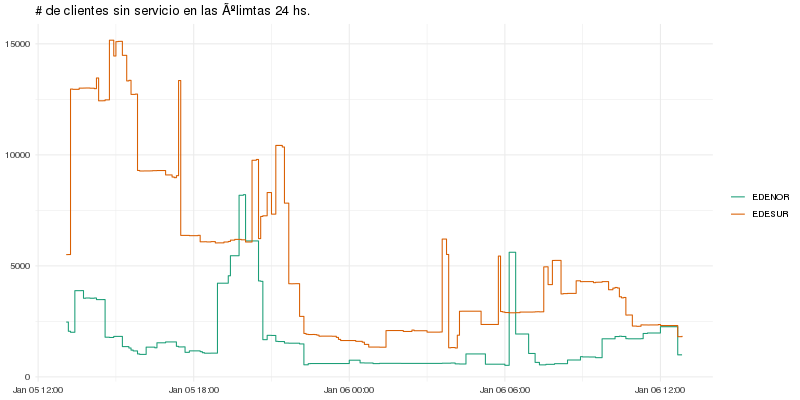 # de clientes sin servicio en las Ãºlimtas 24 hs.
15000
10000
5000
0
Jan 05 12:00 Jan 05 18:00 Jan 06 00:00 Jan 06 06:00 Jan 06 12:00
EDENOR
EDESUR